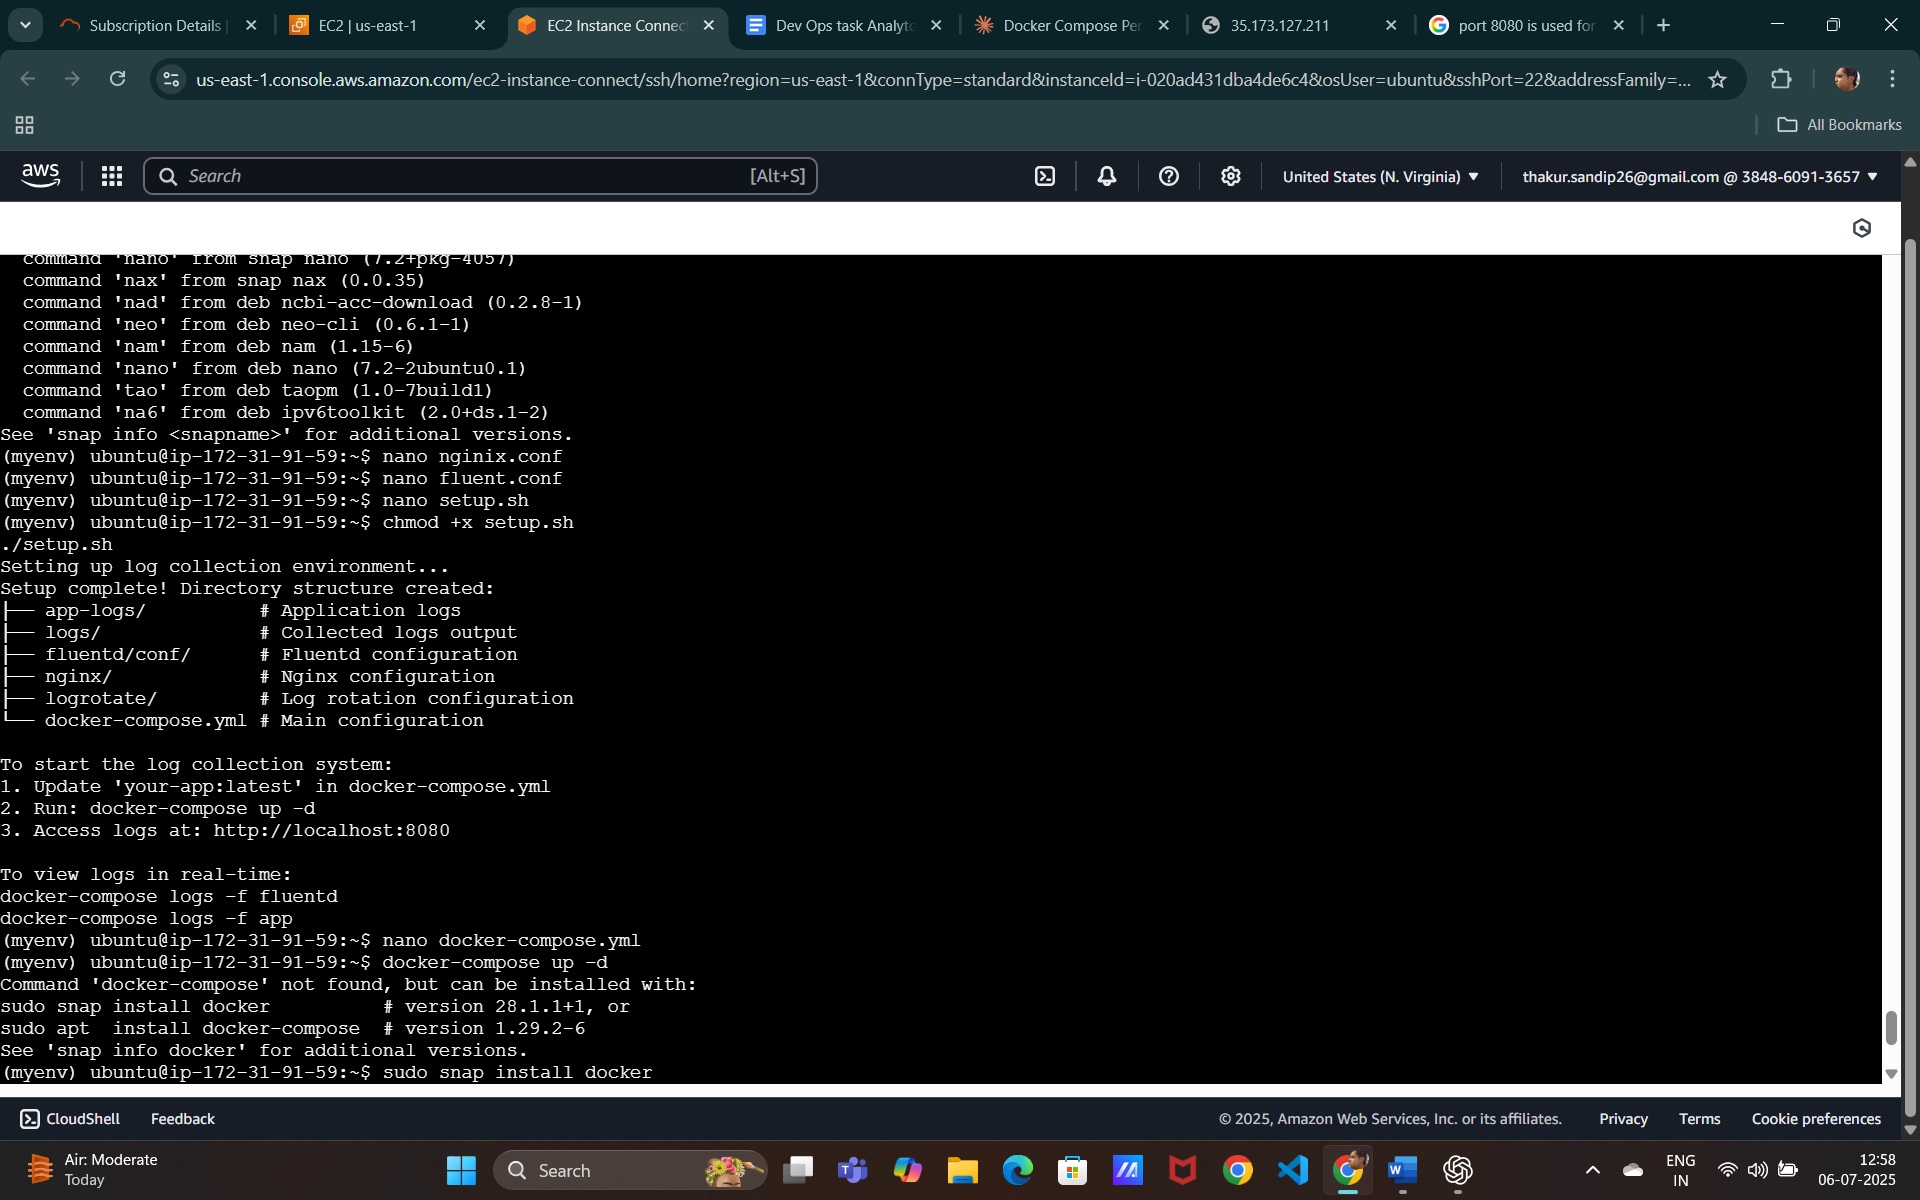 Subscription Details
EC2 | us-east-1
EC2 Instance Connec
Dev Ops task Analyt
Docker Compose Per
35.173.127.211
port 8080 is used for
us-east-1.console.aws.amazon.com/ec2-instance-connect/ssh/home?region=us-east-1&connType=standard&instanceId=i-020ad431dba4de6c4&osUser=ubuntu&sshPort=22&addressFamily=...
All Bookmarks
aws
Search
[Alt+S]
United States (N. Virginia)
thakur.sandip26@gmail.com @ 3848-6091-3657
command 'nano' from snap nano (7.2+pkg-4057)
command 'nax' from snap nax (0.0.35)
command 'nad' from deb ncbi-acc-download (0.2.8-1)
command 'neo' from deb neo-cli (0.6.1-1)
command 'nam' from deb nam (1.15-6)
command 'nano' from deb nano (7.2-2ubuntu0.1)
command 'tao' from deb taopm (1.0-7build1)
command 'na6' from deb ipv6toolkit (2.0+ds.1-2)
See 'snap info <snapname>' for additional versions.
(myenv) ubuntu@ip-172-31-91-59:~$ nano nginix.conf
(myenv) ubuntu@ip-172-31-91-59:~$ nano fluent.conf
(myenv) ubuntu@ip-172-31-91-59:~$ nano setup.sh
(myenv) ubuntu@ip-172-31-91-59:~$ chmod +x setup.sh
./setup.sh
Setting up log collection environment...
Setup complete! Directory structure created:
├── app-logs/          # Application logs
├── logs/              # Collected logs output
├── fluentd/conf/      # Fluentd configuration
├── nginx/             # Nginx configuration
├── logrotate/         # Log rotation configuration
└── docker-compose.yml # Main configuration
To start the log collection system:
1. Update 'your-app:latest' in docker-compose.yml
2. Run: docker-compose up -d
3. Access logs at: http://localhost:8080
To view logs in real-time:
docker-compose logs -f fluentd
docker-compose logs -f app
(myenv) ubuntu@ip-172-31-91-59:~$ nano docker-compose.yml
(myenv) ubuntu@ip-172-31-91-59:~$ docker-compose up -d
Command 'docker-compose' not found, but can be installed with:
sudo snap install docker          # version 28.1.1+1, or
sudo apt  install docker-compose  # version 1.29.2-6
See 'snap info docker' for additional versions.
(myenv) ubuntu@ip-172-31-91-59:~$ sudo snap install docker
CloudShell
Feedback
© 2025, Amazon Web Services, Inc. or its affiliates.
Privacy
Terms
Cookie preferences
Air: Moderate
Today
Search
ENG
IN
12:58
06-07-2025